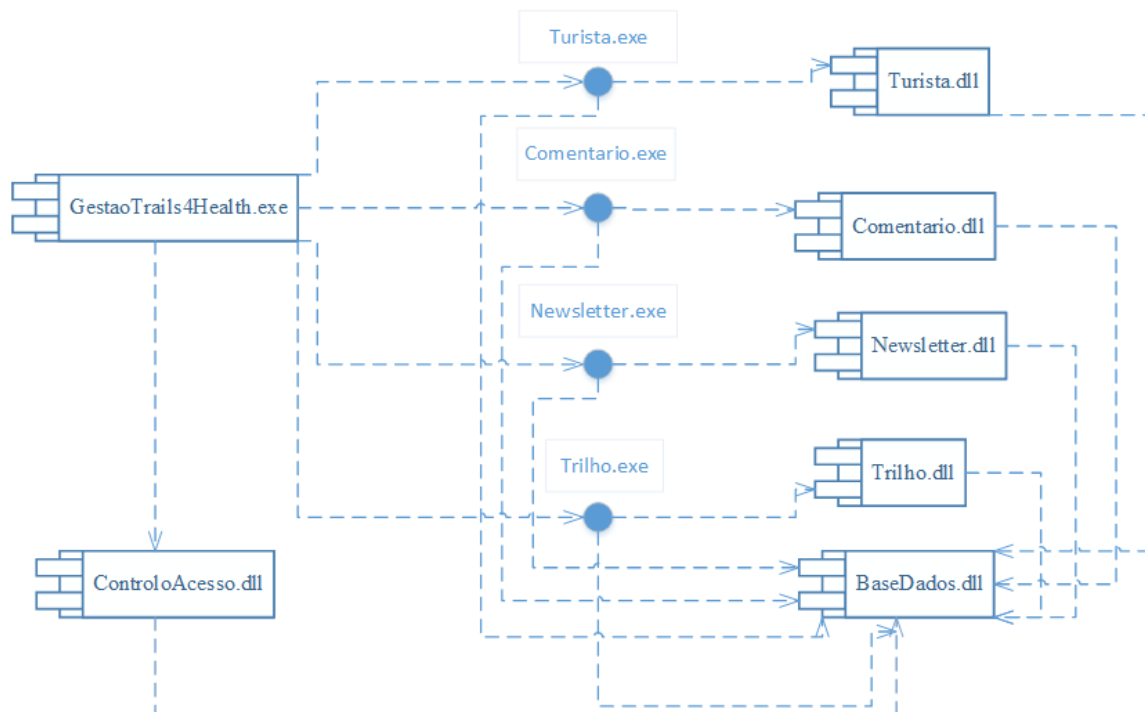 Turista.exe
Turista.dll
Comentario.exe
GestaoTrails4Health.exe
Comentario.dll
Newsletter.exe
Newsletter.dll
Trilho.exe
Trilho.dll
ControloAcesso.dll
BaseDados.dll